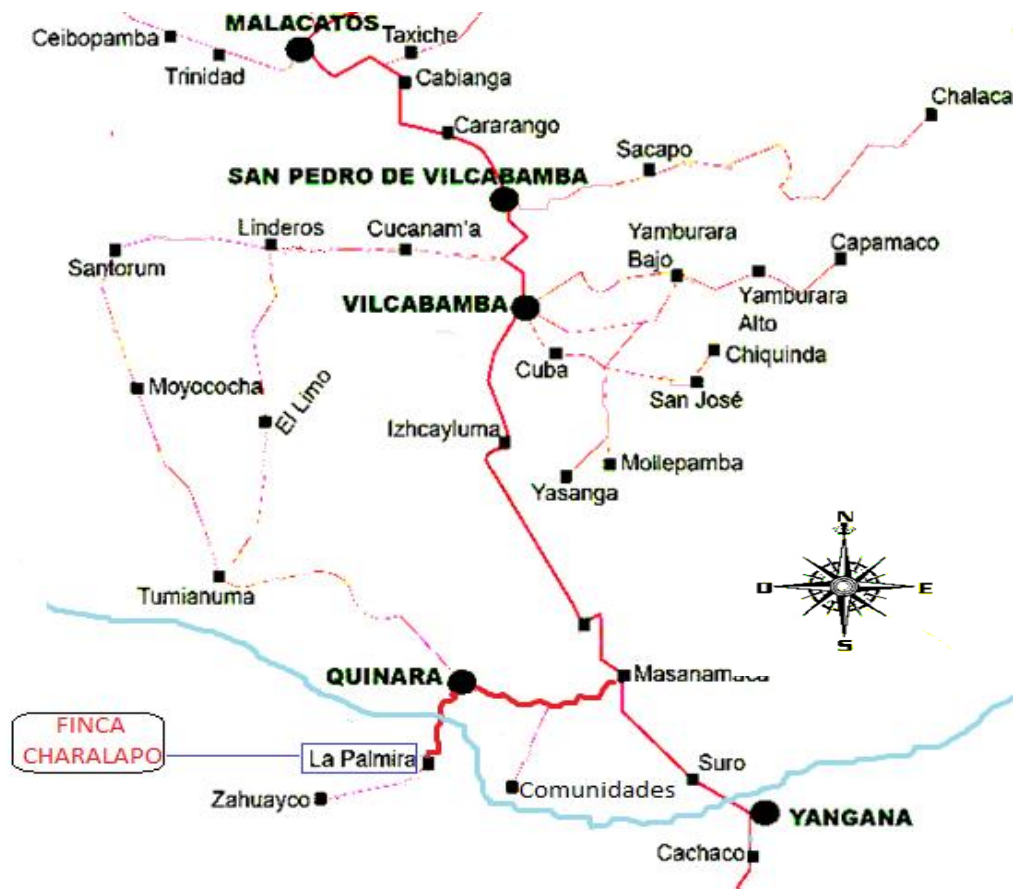 MALACATOS
Taxiche
Ceibopamba
Trinidad
Cabianga
Chalaca
Cararango
Sacapo
SAN PEDRO DE VILCABAMBA
Linderos
Cucanam'a
Yamburara
Bajo
Capamaco
Santorum
VILCABAMBA
Yamburara
Alto
Cuba
Chiquinda
Moyococha
San José
El Limo
Izhcayluma
Mollepamba
Yasanga
N
O
E
S
Tumianuma
QUINARA
FINCA
CHARALAPO
La Palmira
Suro
Zahuayco
Comunidades
YANGANA
Cachaco